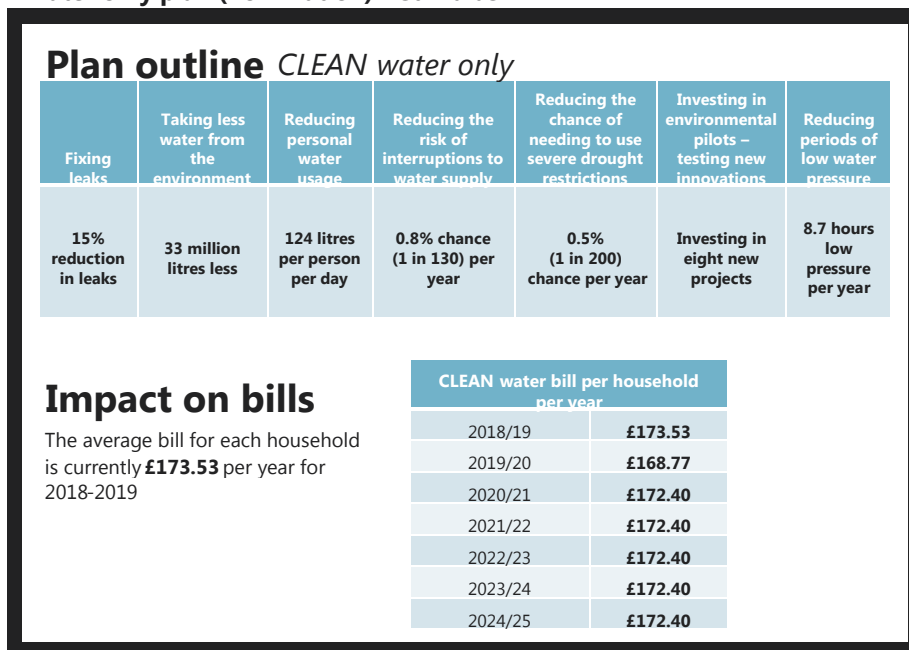 Plan outline CLEAN water only
Fixing
leaks
Taking less
water from
the
environment
Reducing
personal
water
usage
Reducing the
risk of
interruptions to
water supply
Reducing the
chance of
needing to use
severe drought
restrictions
Investing in
environmental
pilots –
testing new
innovations
Reducing
periods of
low water
pressure
15%
reduction
in leaks
33 million
litres less
124 litres
per person
per day
0.8% chance
(1 in 130) per
year
0.5%
(1 in 200)
chance per year
Investing in
eight new
projects
8.7 hours
low
pressure
per year
Impact on bills
The average bill for each household
is currently £173.53 per year for
2018-2019
CLEAN water bill per household
per year
2018/19 £173.53
2019/20 £168.77
2020/21 £172.40
2021/22 £172.40
2022/23 £172.40
2023/24 £172.40
2024/25 £172.40